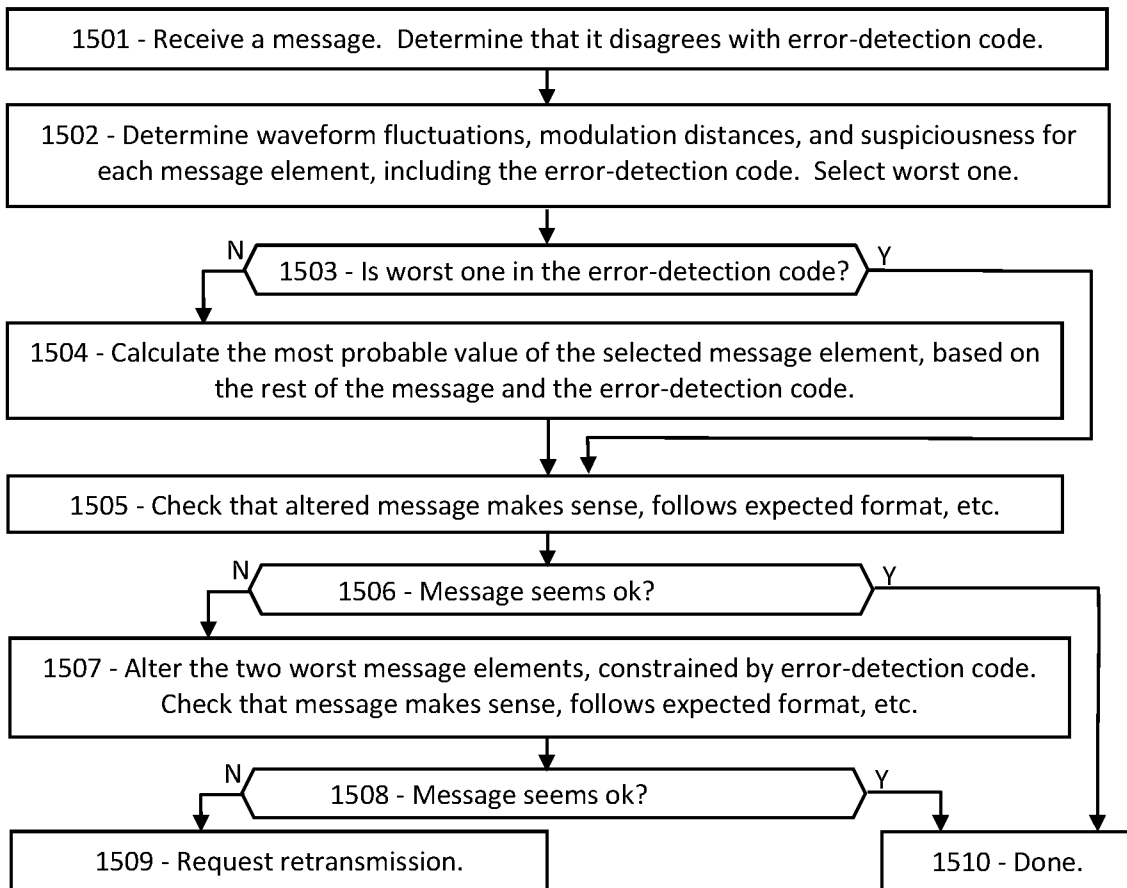 1501 - Receive a message.  Determine that it disagrees with error-detection code.
1502 - Determine waveform fluctuations, modulation distances, and suspiciousness for
each message element, including the error-detection code.  Select worst one.
N
Y
1503 - Is worst one in the error-detection code?
1504 - Calculate the most probable value of the selected message element, based on
the rest of the message and the error-detection code.
1505 - Check that altered message makes sense, follows expected format, etc.
N
Y
1506 - Message seems ok?
1507 - Alter the two worst message elements, constrained by error-detection code.
Check that message makes sense, follows expected format, etc.
N
Y
1508 - Message seems ok?
1509 - Request retransmission.
1510 - Done.